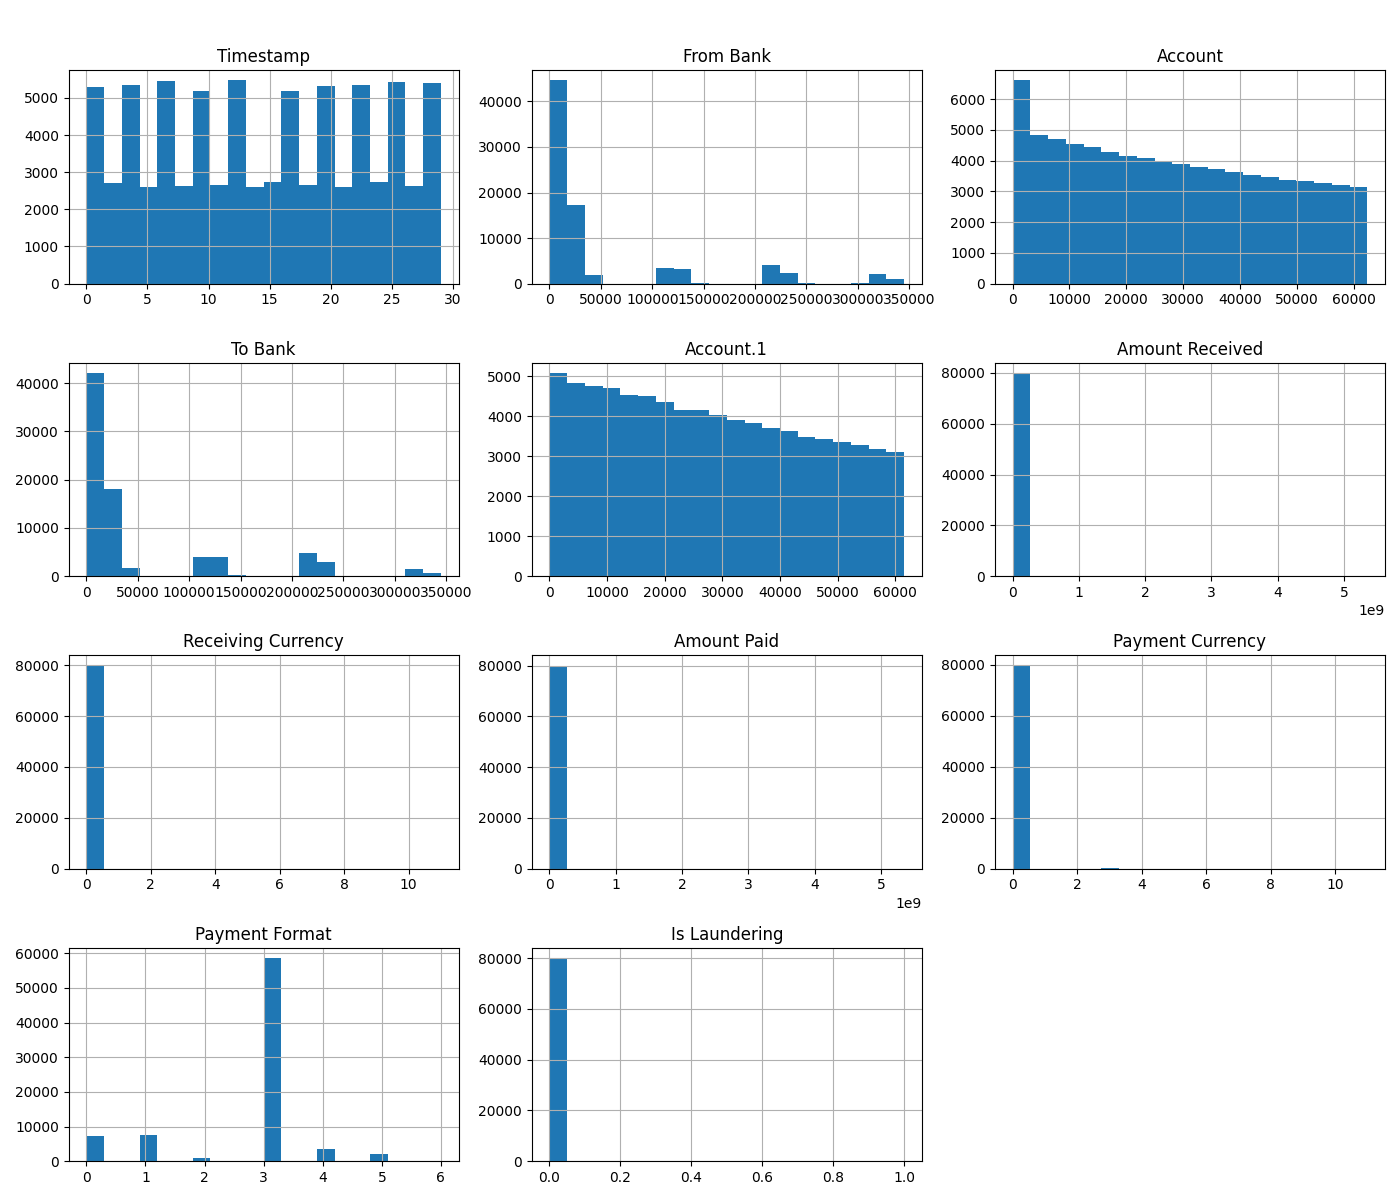 Timestamp
5000
4000
3000
2000
1000
0
0 5 10 15 20 25 30
From Bank
40000
30000
20000
10000
0
0 50000 100000 150000 200000 250000 300000 350000
Account
6000
5000
4000
3000
2000
1000
0
0 10000 20000 30000 40000 50000 60000
To Bank
40000
30000
20000
10000
0
0 50000 100000 150000 200000 250000 300000 350000
Account.1
5000
4000
3000
2000
1000
0
0 10000 20000 30000 40000 50000 60000
Amount Received
80000
60000
40000
20000
0
0 1 2 3 4 5
1e9
Receiving Currency
80000
60000
40000
20000
0
0 2 4 6 8 10
Amount Paid
80000
60000
40000
20000
0
0 1 2 3 4 5
1e9
Payment Currency
80000
60000
40000
20000
0
0 2 4 6 8 10
Payment Format
60000
50000
40000
30000
20000
10000
0
0 1 2 3 4 5 6
Is Laundering
80000
60000
40000
20000
0
0.0 0.2 0.4 0.6 0.8 1.0